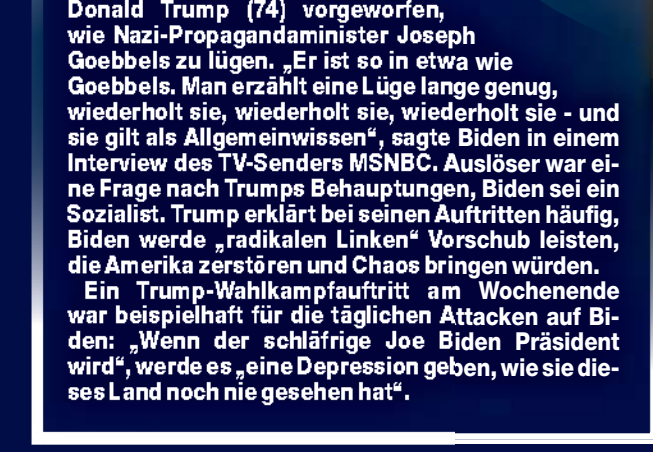 Donald Trump (74) vorgeworfen,
wie Nazi-Propagandaminister Joseph
Goebbels zu lügen. „Er ist so in etwa wie
Goebbels. Man erzählt eine Lüge lange genug,
wiederholt sie, wiederholt sie, wiederholt sie - und
sie gilt als Allgemeinwissen“, sagte Biden in einem
Interview des TV-Senders MSNBC. Auslöser war ei-
ne Frage nach Trumps Behauptungen, Biden sei ein
Sozialist. Trump erklärt bei seinen Auftritten häufig,
Biden werde „radikalen Linken“ Vorschub leisten,
die Amerika zerstören und Chaos bringen würden.
Ein Trump-Wahlkampfauftritt am Wochenende
war beispielhaft für die täglichen Attacken auf Bi-
den: „Wenn der schläfrige Joe Biden Präsident
wird“, werde es „eine Depression geben, wie sie die-
ses Land noch nie gesehen hat“.